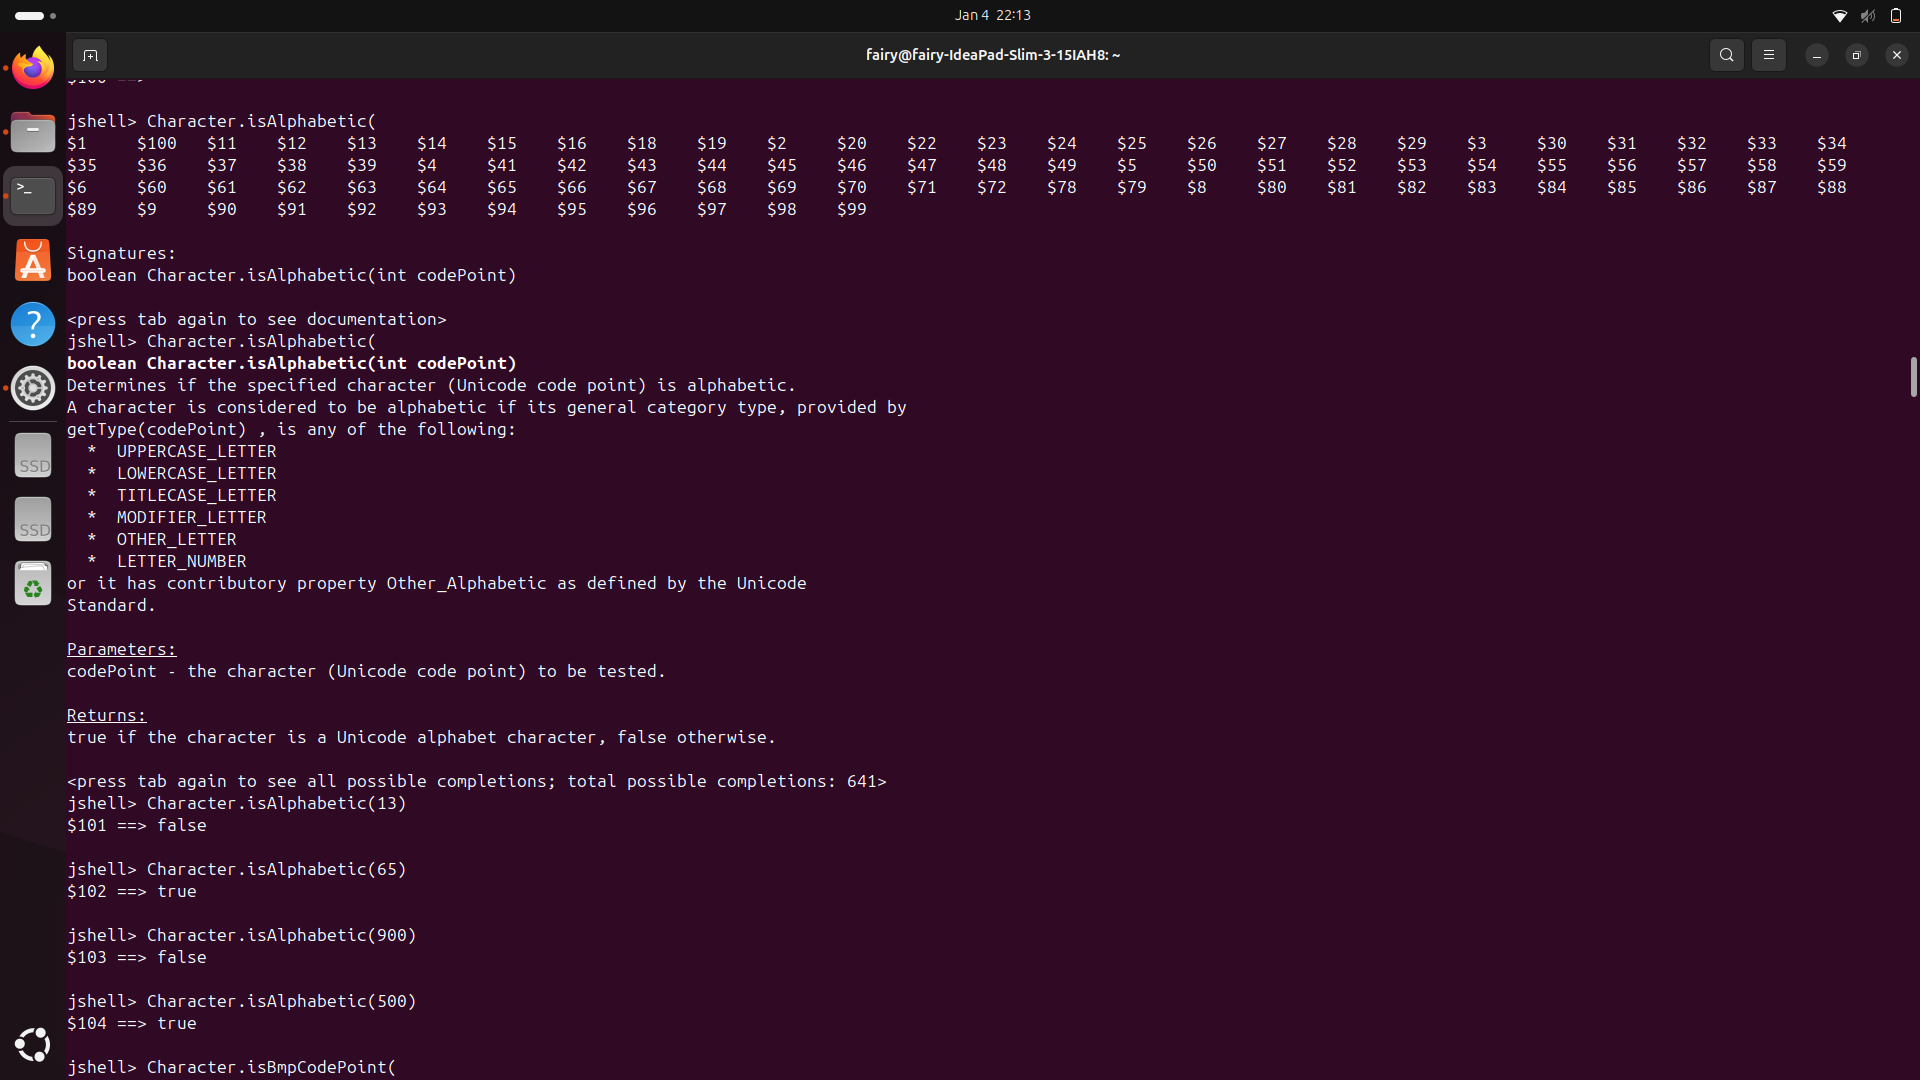 Jan 4 22:13
fairy@fairy-IdeaPad-Slim-3-15IAH8: ~
jshell> Character.isAlphabetic(
$1 $100 $11 $12 $13 $14 $15 $16 $18 $19 $2 $20 $22 $23 $24 $25 $26 $27 $28 $29 $3 $30 $31 $32 $33 $34
$35 $36 $37 $38 $39 $4 $41 $42 $43 $44 $45 $46 $47 $48 $49 $5 $50 $51 $52 $53 $54 $55 $56 $57 $58 $59
$6 $60 $61 $62 $63 $64 $65 $66 $67 $68 $69 $70 $71 $72 $78 $79 $8 $80 $81 $82 $83 $84 $85 $86 $87 $88
$89 $9 $90 $91 $92 $93 $94 $95 $96 $97 $98 $99
Signatures:
boolean Character.isAlphabetic(int codePoint)
<press tab again to see documentation>
jshell> Character.isAlphabetic(
boolean Character.isAlphabetic(int codePoint)
Determines if the specified character (Unicode code point) is alphabetic.
A character is considered to be alphabetic if its general category type, provided by
getType(codePoint) , is any of the following:
* UPPERCASE_LETTER
* LOWERCASE_LETTER
* TITLECASE_LETTER
* MODIFIER_LETTER
* OTHER_LETTER
* LETTER_NUMBER
or it has contributory property Other_Alphabetic as defined by the Unicode
Standard.
Parameters:
codePoint - the character (Unicode code point) to be tested.
Returns:
true if the character is a Unicode alphabet character, false otherwise.
<press tab again to see all possible completions; total possible completions: 641>
jshell> Character.isAlphabetic(13)
$101 ==> false
jshell> Character.isAlphabetic(65)
$102 ==> true
jshell> Character.isAlphabetic(900)
$103 ==> false
jshell> Character.isAlphabetic(500)
$104 ==> true
jshell> Character.isBmpCodePoint(
SSD
SSD